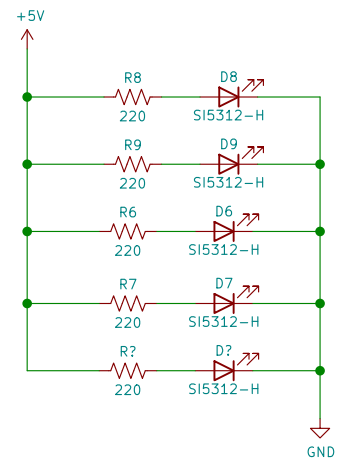 +5V
R8
D8
220
SI5312-H
R9
D9
220
SI5312-H
R6
D6
220
SI5312-H
R7
D7
220
SI5312-H
R?
D?
220
SI5312-H
GND